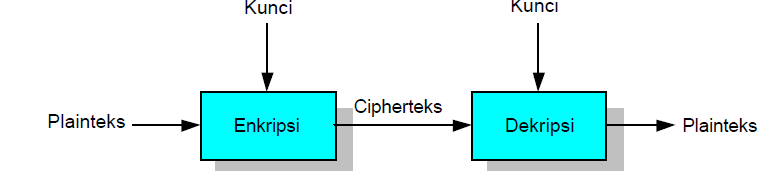 Kunci
Kunci
Plainteks
Enkripsi
Cipherteks
Dekripsi
Plainteks